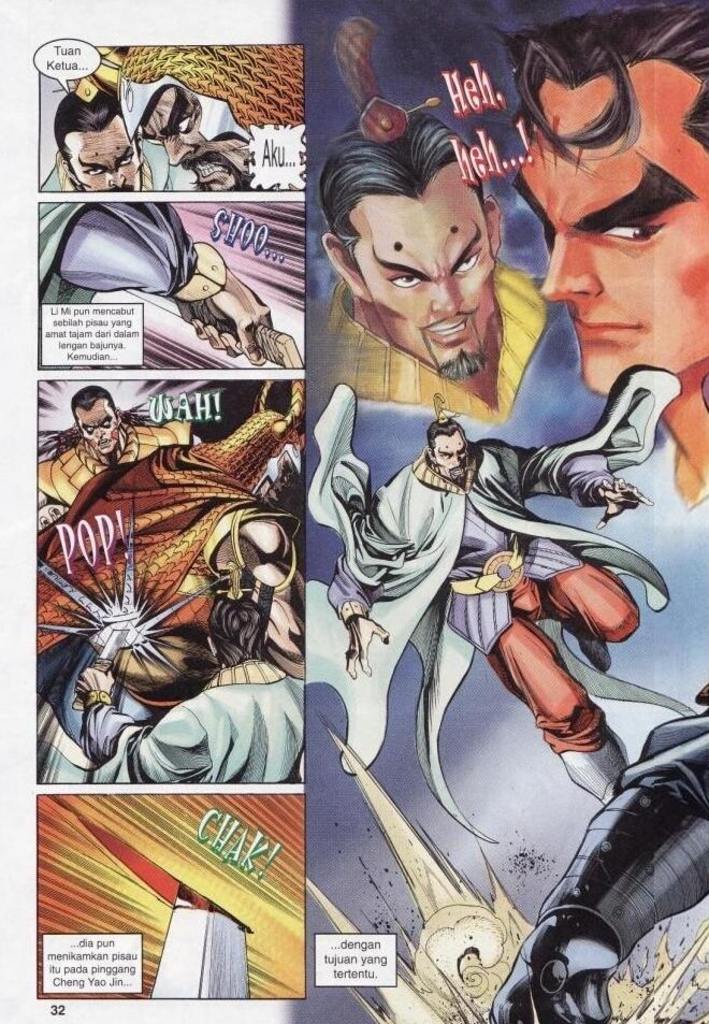 Tuan
Ketua...
Aku...
SHOO...
Li Mi pun mencabut
sebilah pisau yang
amat tajam dari dalam
lengan bajunya.
Kemudian...
WAH!
POP!
CHAK!
...dia pun
menikamkan pisau
itu pada pinggang
Cheng Yao Jin...
Heh,
heh...!
...dengan
tujuan yang
tertentu.
32